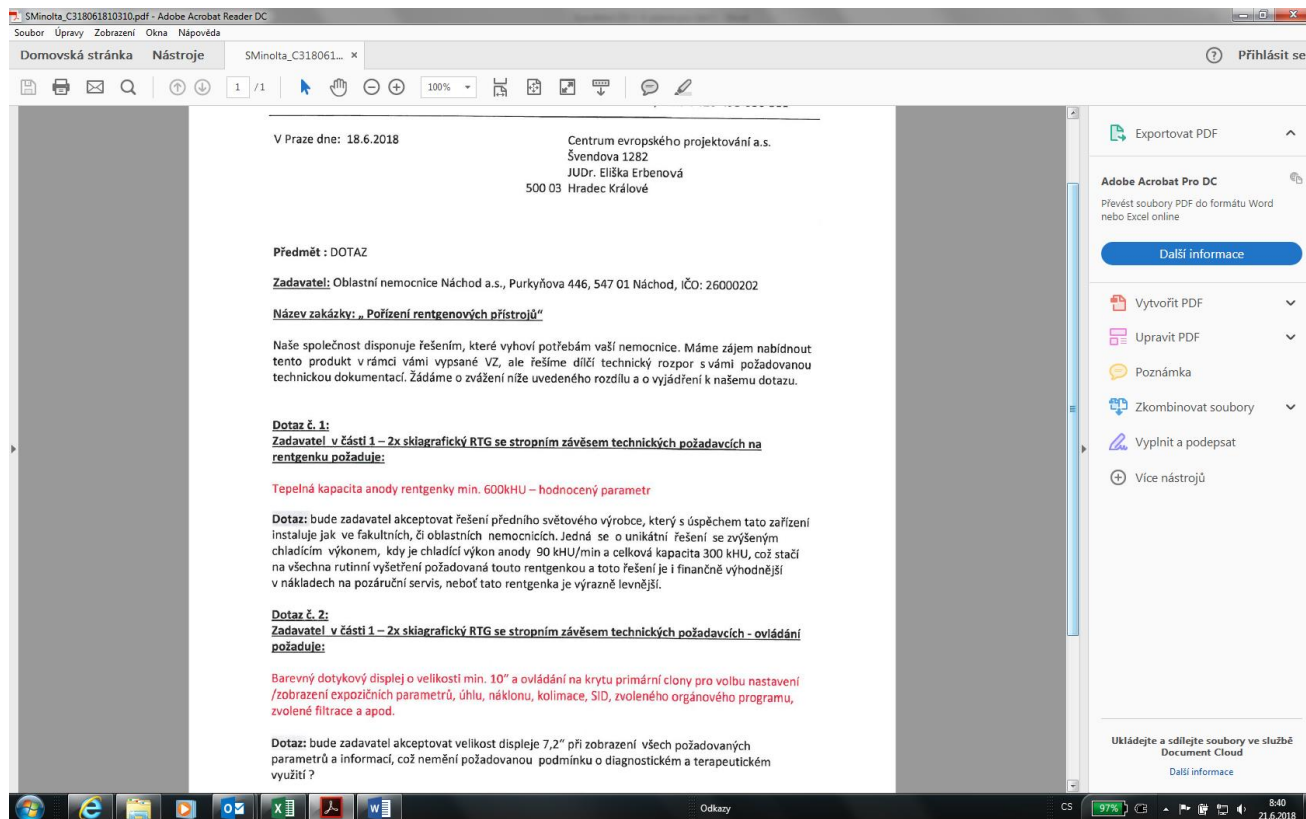 SMinolta_C318061810310.pdf - Adobe Acrobat Reader DC
Soubor Úpravy Zobrazení Okna Nápověda
Domovská stránka Nástroje SMinolta_C318061... × Přihlásit se
1 /1 100%
V Praze dne: 18.6.2018 Centrum evropského projektování a.s.
Švendova 1282
JUDr. Eliška Erbenová
500 03 Hradec Králové
Předmět : DOTAZ
Zadavatel: Oblastní nemocnice Náchod a.s., Purkyňova 446, 547 01 Náchod, IČO: 26000202
Název zakázky: „ Pořízení rentgenových přístrojů“
Naše společnost disponuje řešením, které vyhoví potřebám vaší nemocnice. Máme zájem nabídnout
tento produkt v rámci vámi vypsané VZ, ale řešíme dílčí technický rozpor s vámi požadovanou
technickou dokumentací. Žádáme o zvážení níže uvedeného rozdílu a o vyjádření k našemu dotazu.
Dotaz č. 1:
Zadavatel v části 1 – 2x skiagrafický RTG se stropním závěsem technických požadavcích na
rentgenku požaduje:
Tepelná kapacita anody rentgenky min. 600kHU – hodnocený parametr
Dotaz: bude zadavatel akceptovat řešení předního světového výrobce, který s úspěchem tato zařízení
instaluje jak ve fakultních, či oblastních nemocnicích. Jedná se o unikátní řešení se zvýšeným
chladícím výkonem, kdy je chladící výkon anody 90 kHU/min a celková kapacita 300 kHU, což stačí
na všechna rutinní vyšetření požadovaná touto rentgenkou a toto řešení je i finančně výhodnější
v nákladech na pozáruční servis, neboť tato rentgenka je výrazně levnější.
Dotaz č. 2:
Zadavatel v části 1 – 2x skiagrafický RTG se stropním závěsem technických požadavcích - ovládání
požaduje:
Barevný dotykový displej o velikosti min. 10“ a ovládání na krytu primární clony pro volbu nastavení
/zobrazení expozičních parametrů, úhlu, náklonu, kolimace, SID, zvoleného orgánového programu,
zvolené filtrace a apod.
Dotaz: bude zadavatel akceptovat velikost displeje 7,2“ při zobrazení všech požadovaných
parametrů a informací, což nemění požadovanou podmínku o diagnostickém a terapeutickém
využití ?
Exportovat PDF
Adobe Acrobat Pro DC
Převést soubory PDF do formátu Word
nebo Excel online
Další informace
Vytvořit PDF
Upravit PDF
Poznámka
Zkombinovat soubory
Vyplnit a podepsat
Více nástrojů
Ukládejte a sdílejte soubory ve službě
Document Cloud
Další informace
Odkazy CS 97% 8:40
21.6.2018